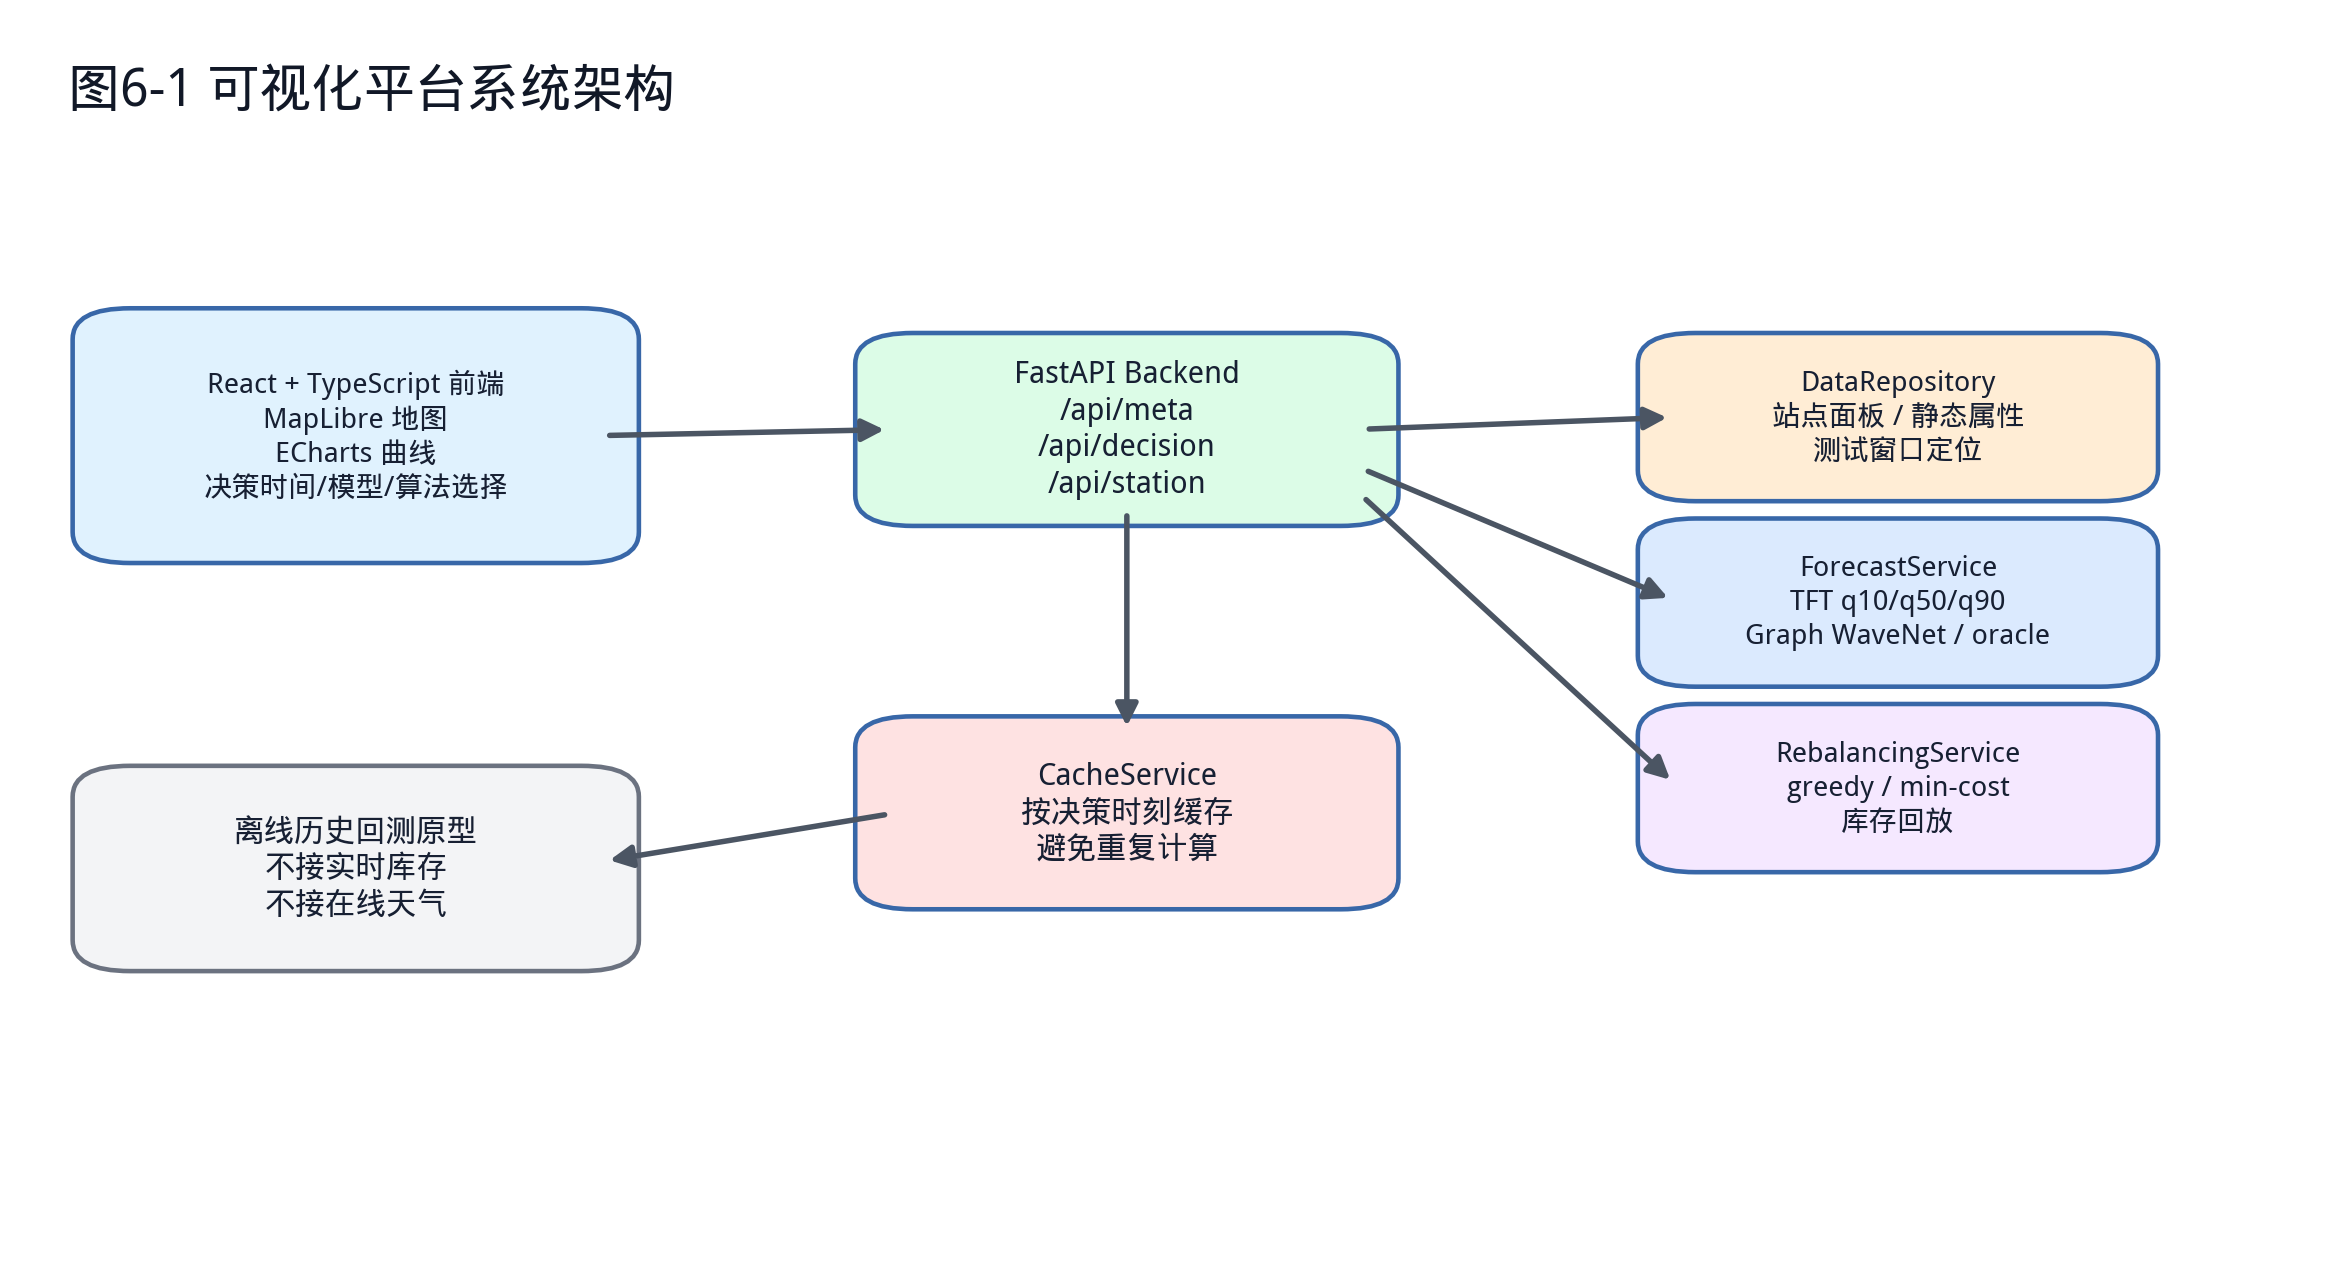 图6-1 可视化平台系统架构
React + TypeScript 前端
MapLibre 地图
ECharts 曲线
决策时间/模型/算法选择
FastAPI Backend
/api/meta
/api/decision
/api/station
DataRepository
站点面板 / 静态属性
测试窗口定位
ForecastService
TFT q10/q50/q90
Graph WaveNet / oracle
RebalancingService
greedy / min-cost
库存回放
CacheService
按决策时刻缓存
避免重复计算
离线历史回测原型
不接实时库存
不接在线天气